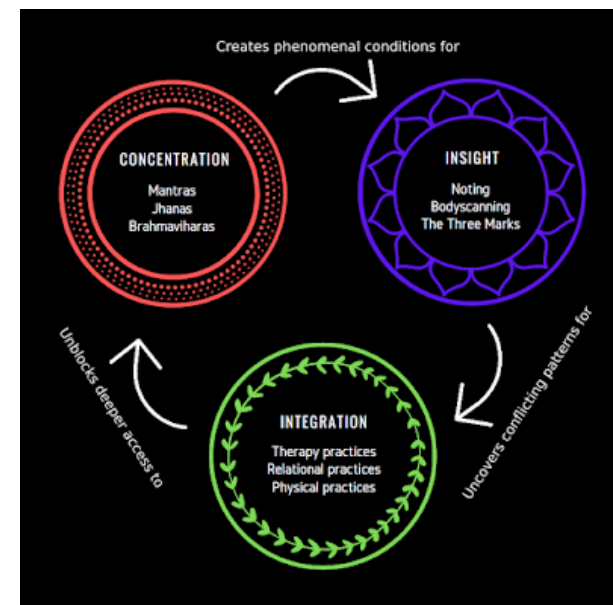 Creates phenomenal conditions for
CONCENTRATION
Mantras
Jhanas
Brahmaviharas
INSIGHT
Noting
Bodyscanning
The Three Marks
Uncovers conflicting patterns for
INTEGRATION
Therapy practices
Relational practices
Physical practices
Unblocks deeper access to